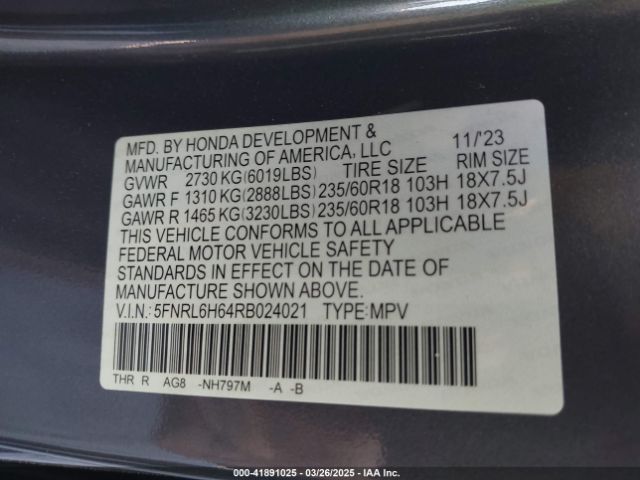 MFD. BY HONDA DEVELOPMENT & 11/'23
MANUFACTURING OF AMERICA, LLC
GVWR 2730 KG(6019LBS) TIRE SIZE RIM SIZE
GAWR F 1310 KG(2888LBS) 235/60R18 103H 18X7.5J
GAWR R 1465 KG(3230LBS) 235/60R18 103H 18X7.5J
THIS VEHICLE CONFORMS TO ALL APPLICABLE
FEDERAL MOTOR VEHICLE SAFETY
STANDARDS IN EFFECT ON THE DATE OF
MANUFACTURE SHOWN ABOVE.
V.I.N.: 5FNRL6H64RB024021 TYPE:MPV
THR R AG8 -NH797M -A -B
000-41891025 - 03/26/2025 - IAA Inc.